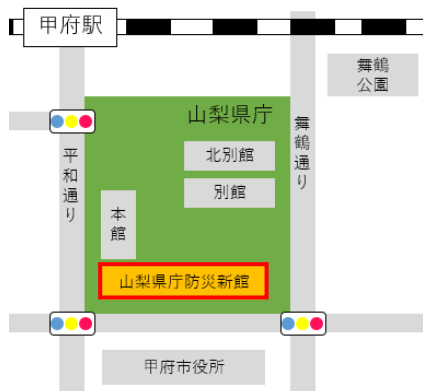 甲府駅
舞鶴
公園
山梨県庁
北別館
別館
舞鶴通り
平和通り
本館
山梨県庁防災新館
甲府市役所